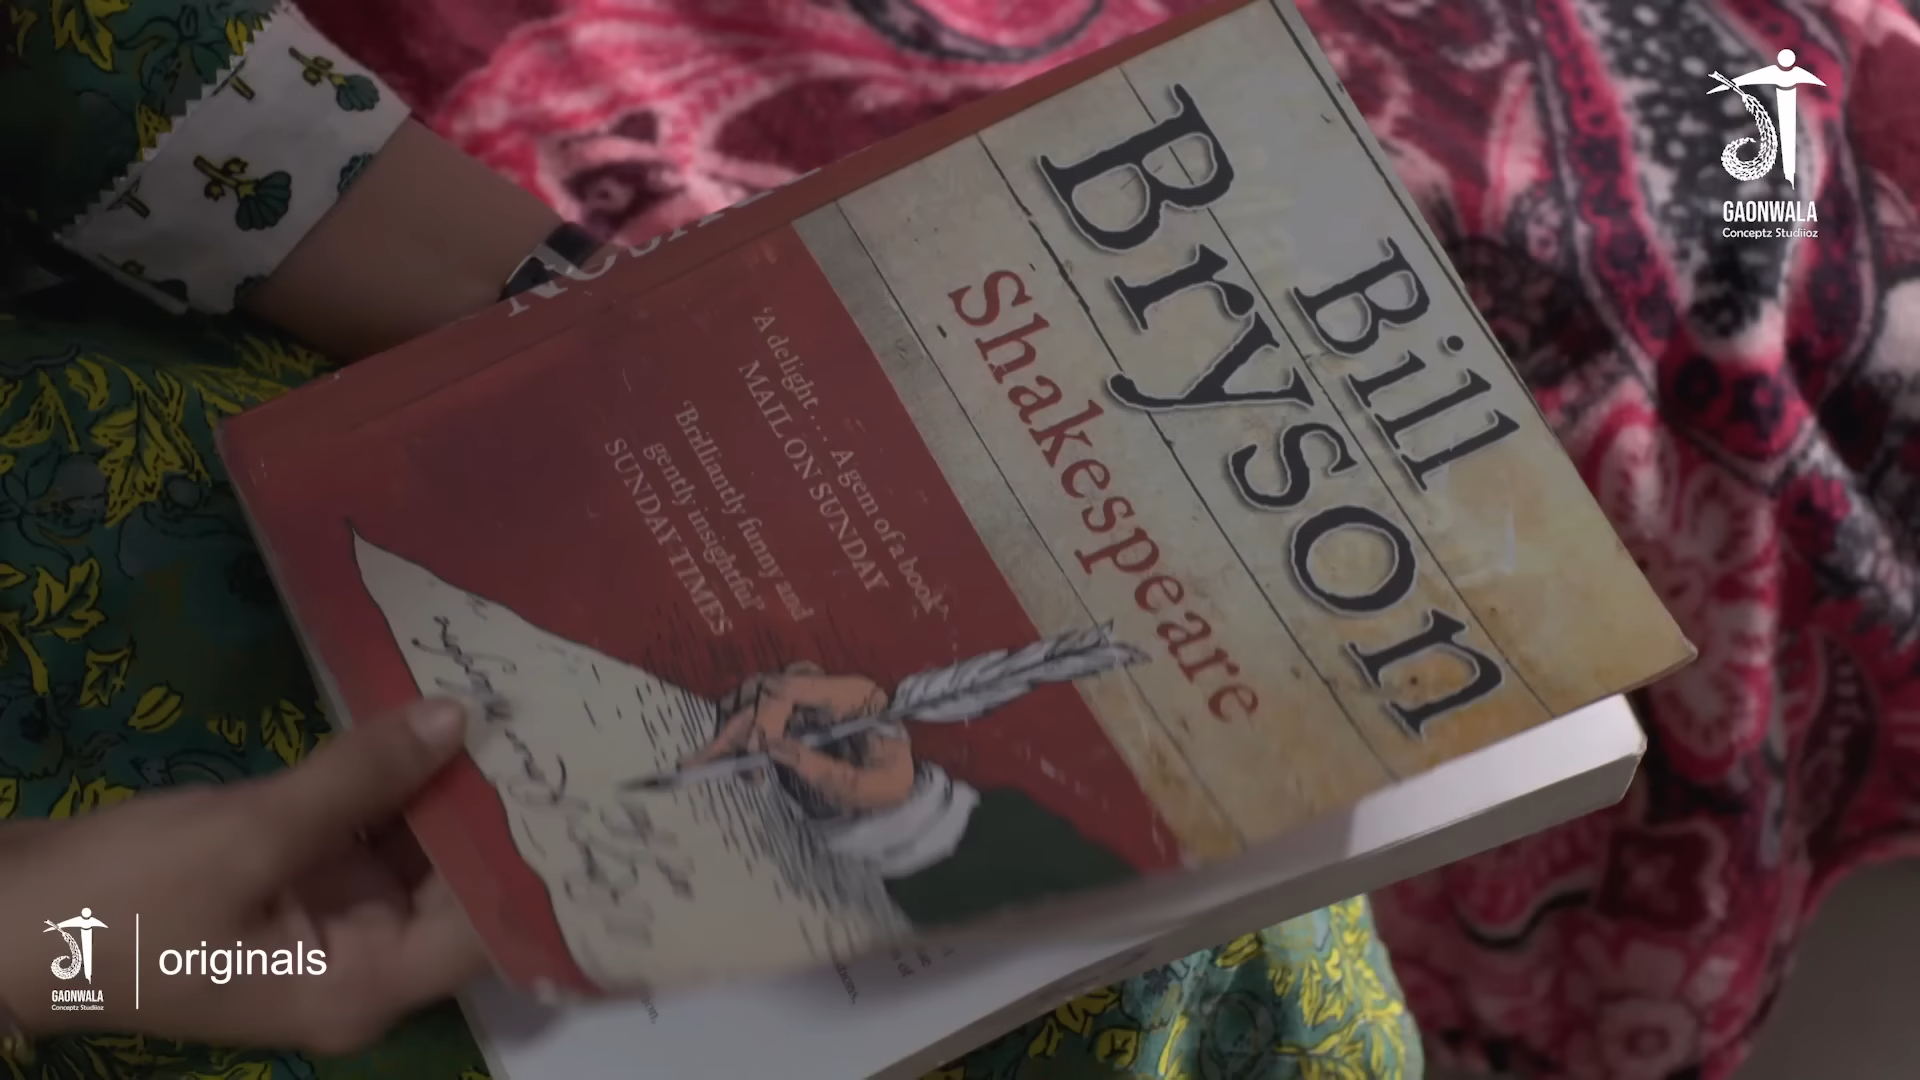 Bill
Bryson
Shakespeare
‘A delight . . . A gem of a book’
MAIL ON SUNDAY
‘Brilliantly funny and
gently insightful’
SUNDAY TIMES
GAONWALA
Conceptz Studiioz
GAONWALA
Conceptz Studiioz
originals